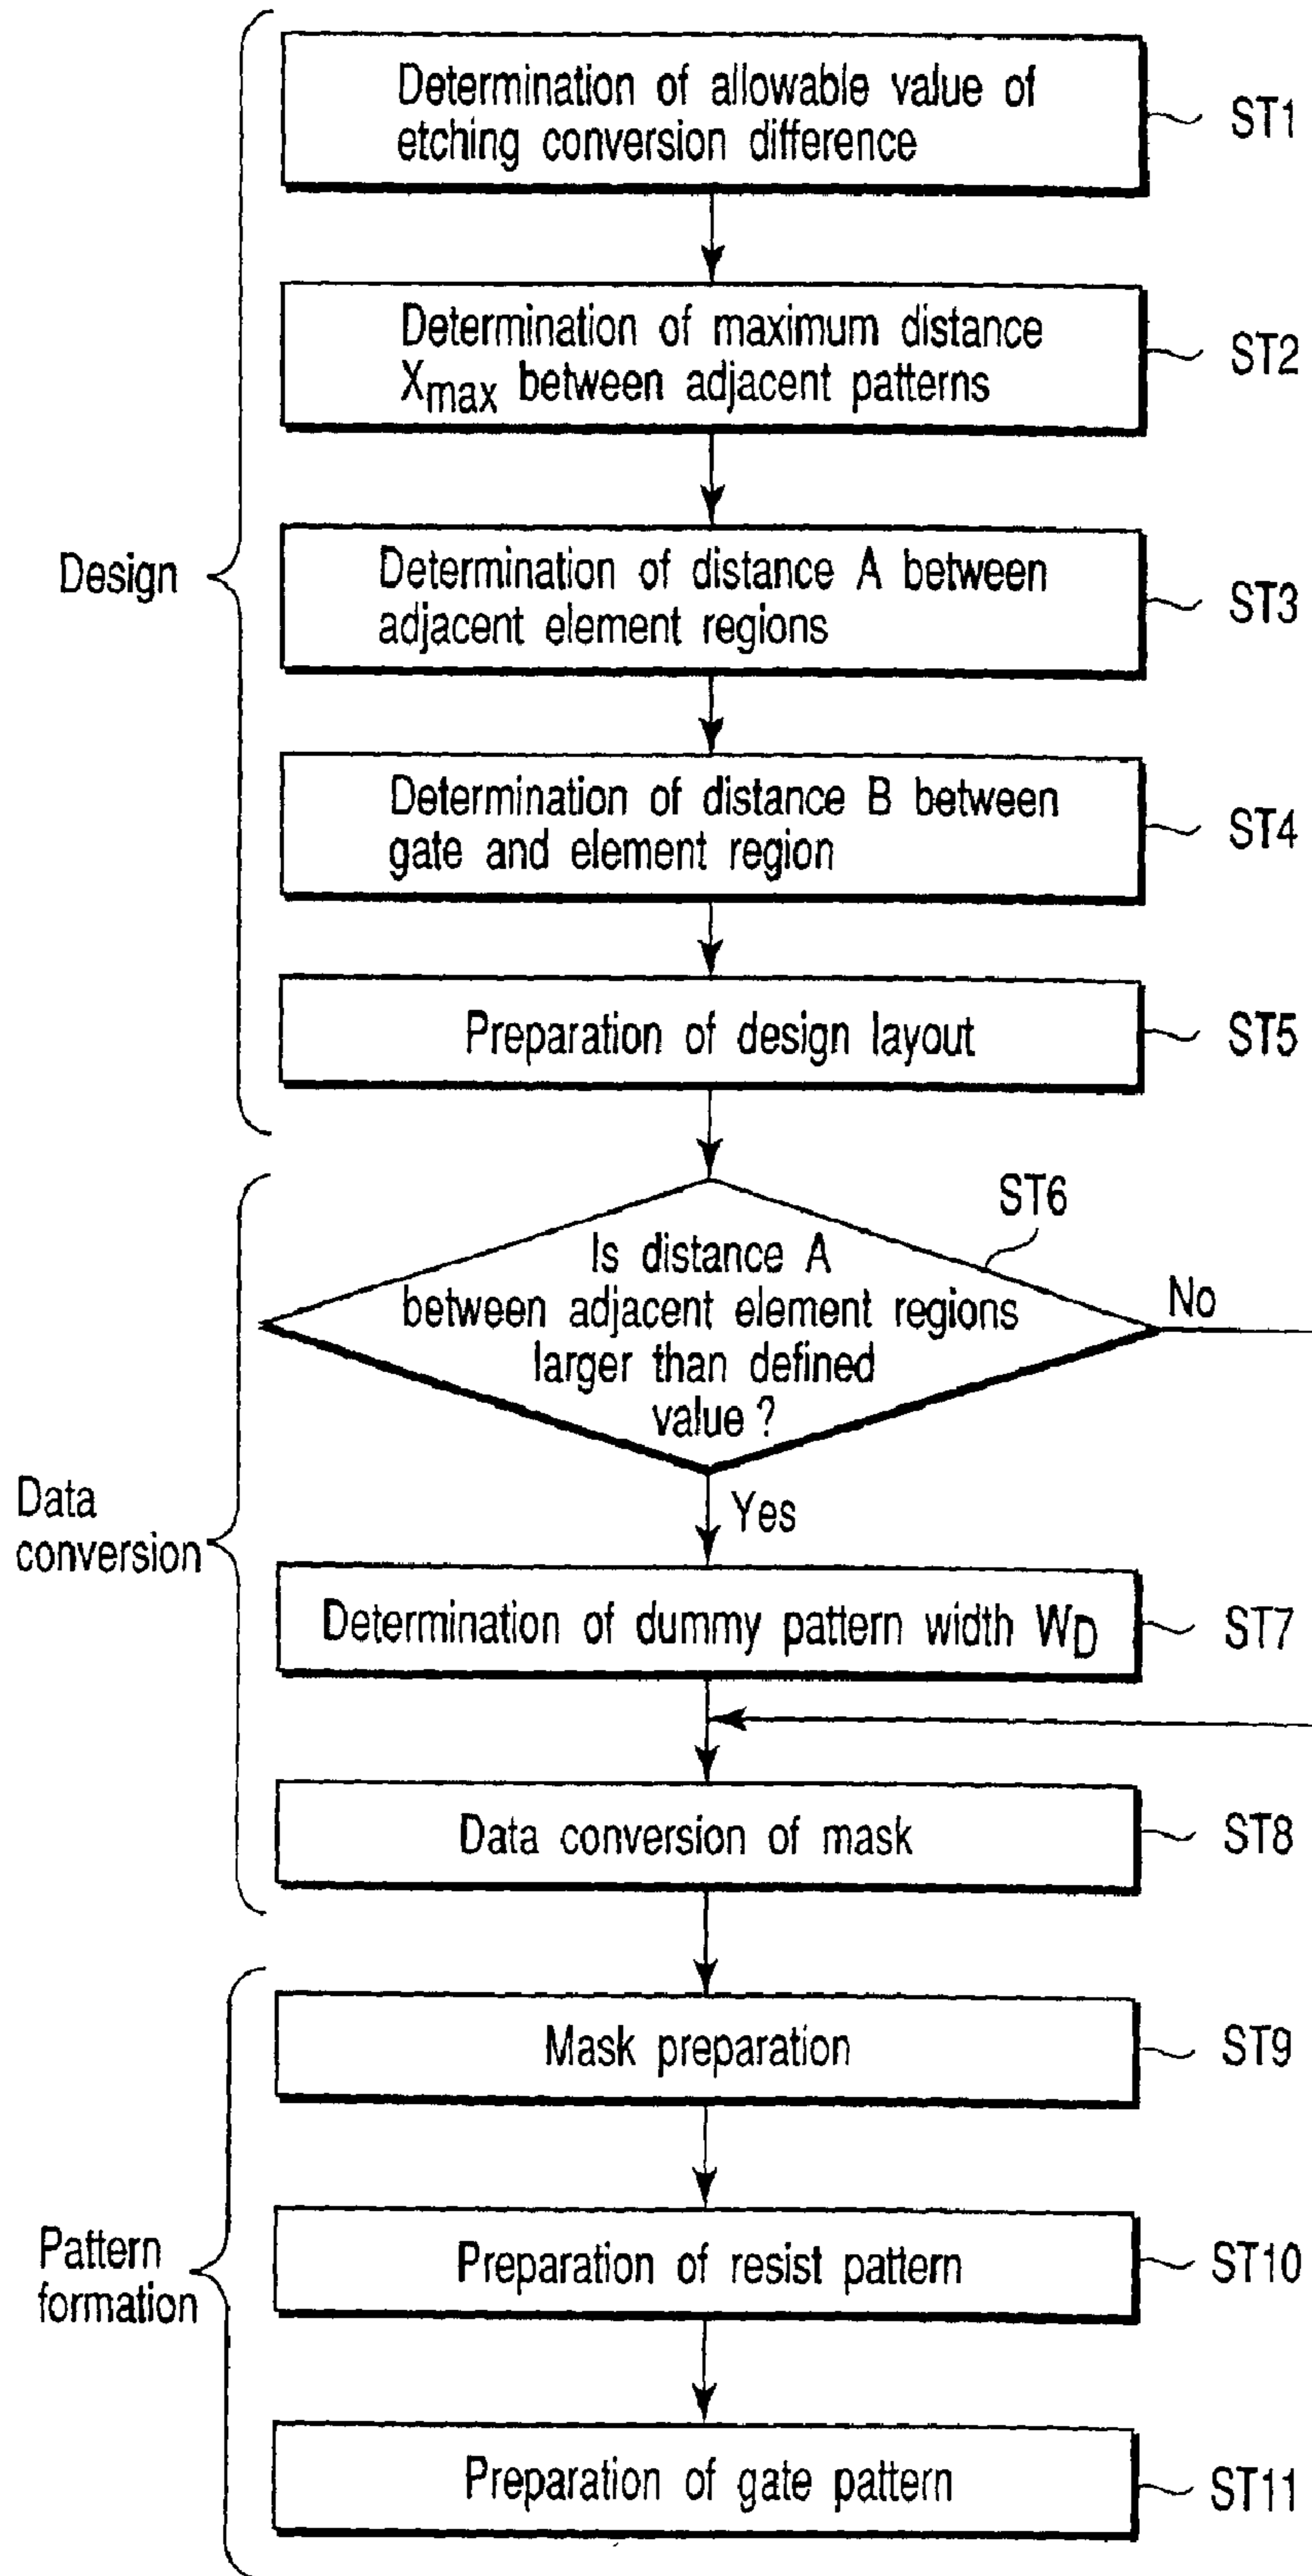 Determination of allowable value of
etching conversion difference
ST1
Determination of maximum distance
Xmax between adjacent patterns
ST2
Design
Determination of distance A between
adjacent element regions
ST3
Determination of distance B between
gate and element region
ST4
Preparation of design layout
ST5
ST6
Is distance A
between adjacent element regions
larger than defined
value ?
No
Yes
Data
conversion
Determination of dummy pattern width WD
ST7
Data conversion of mask
ST8
Mask preparation
ST9
Pattern
formation
Preparation of resist pattern
ST10
Preparation of gate pattern
ST11